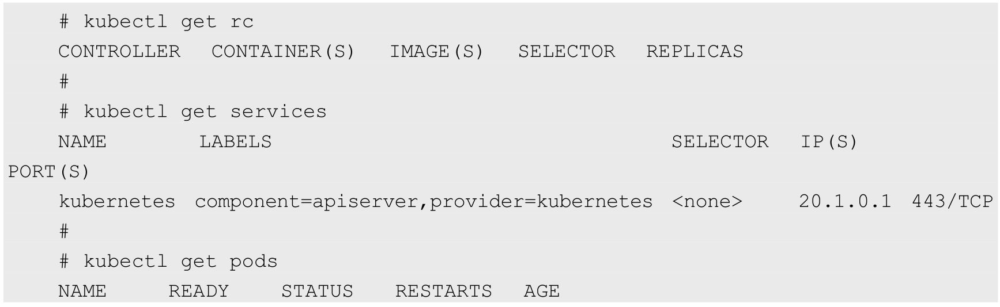 # kubectl get rc
CONTROLLER CONTAINER(S) IMAGE(S) SELECTOR REPLICAS
#
# kubectl get services
NAME LABELS SELECTOR IP(S)
PORT(S)
kubernetes component=apiserver,provider=kubernetes <none> 20.1.0.1 443/TCP
#
# kubectl get pods
NAME READY STATUS RESTARTS AGE